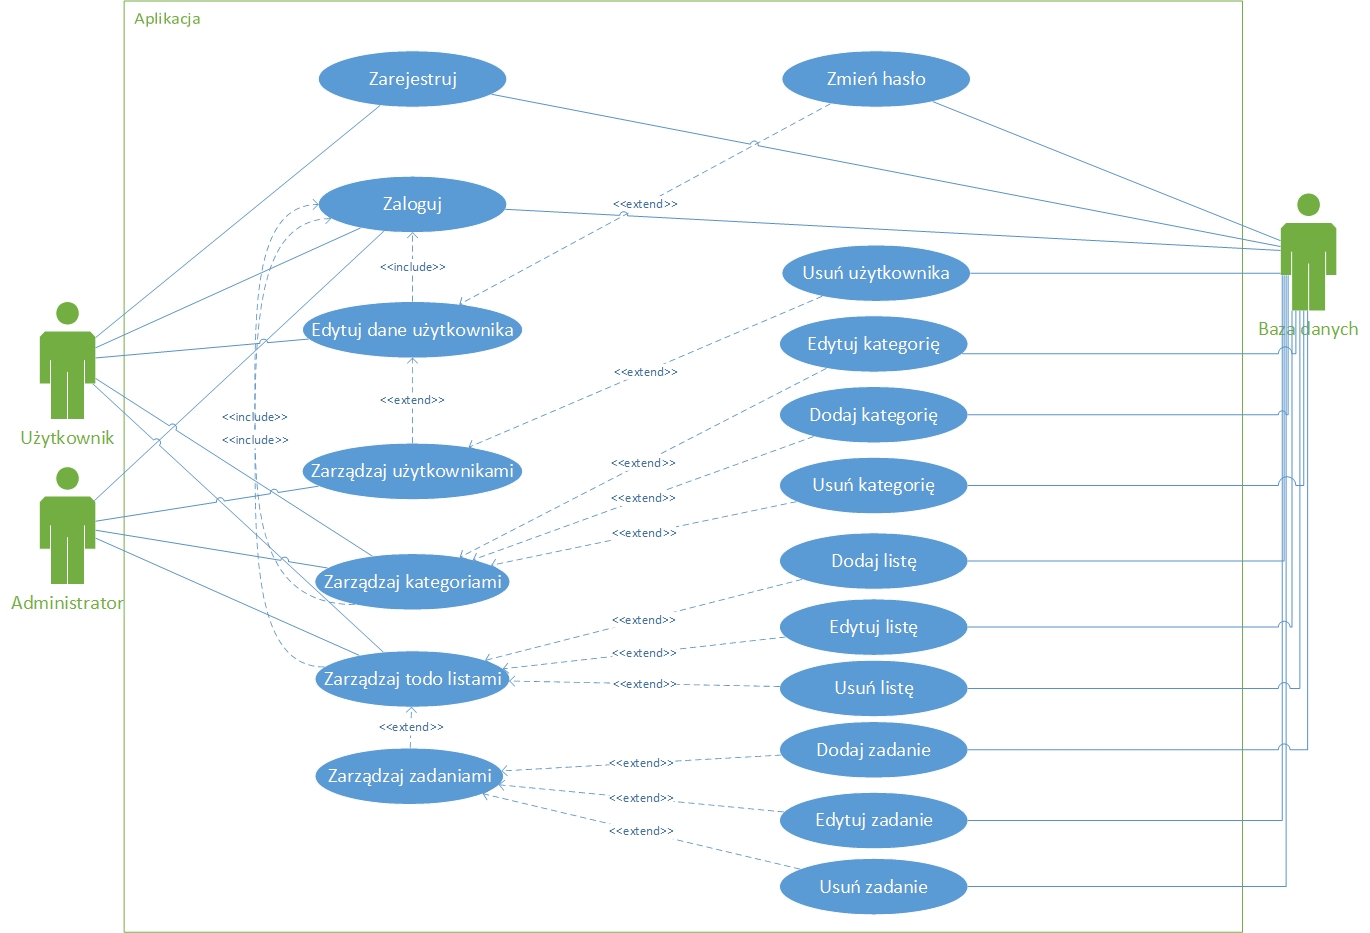 Aplikacja
Zarejestruj
Zmień hasło
Zaloguj
<<extend>>
<<include>>
Usuń użytkownika
Edytuj dane użytkownika
Baza danych
Edytuj kategorię
<<extend>>
<<extend>>
Dodaj kategorię
<<include>>
Użytkownik
<<include>>
Zarządzaj użytkownikami
<<extend>>
Usuń kategorię
<<extend>>
<<extend>>
Dodaj listę
Zarządzaj kategoriami
Administrator
<<extend>>
Edytuj listę
<<extend>>
Zarządzaj todo listami
<<extend>>
Usuń listę
<<extend>>
Dodaj zadanie
<<extend>>
Zarządzaj zadaniami
<<extend>>
Edytuj zadanie
<<extend>>
Usuń zadanie